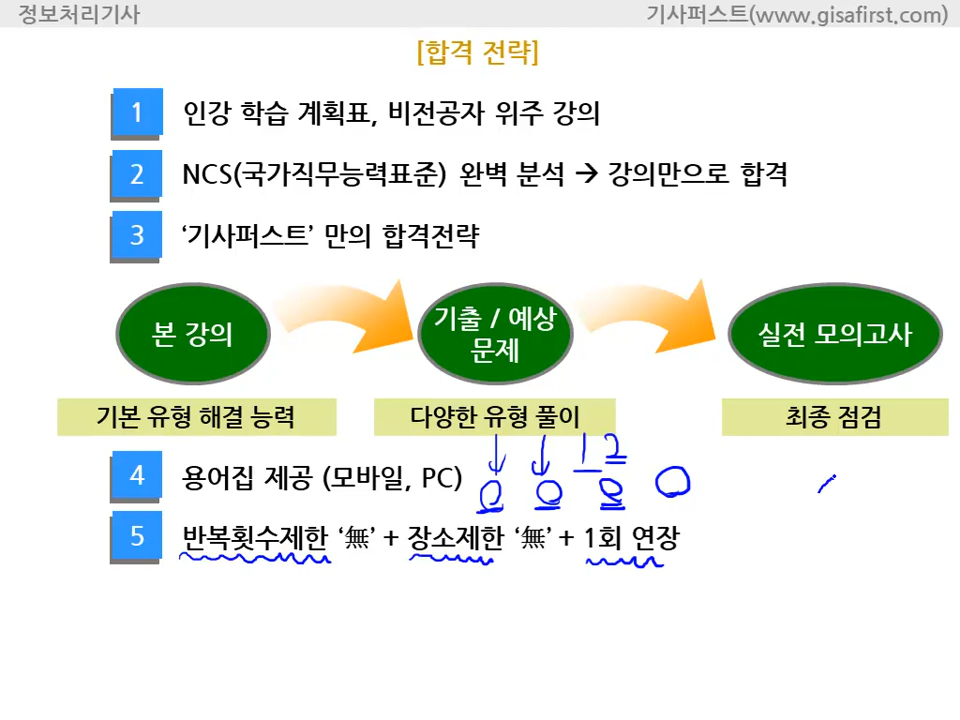 정보처리기사
기사퍼스트(www.gisafirst.com)
[합격 전략]
1 인강 학습 계획표, 비전공자 위주 강의
2 NCS(국가직무능력표준) 완벽 분석 → 강의만으로 합격
3 ‘기사퍼스트’ 만의 합격전략
본 강의
기출 / 예상
문제
실전 모의고사
기본 유형 해결 능력
다양한 유형 풀이
최종 점검
12
4 용어집 제공 (모바일, PC)
5 반복횟수제한 ‘無’ + 장소제한 ‘無’ + 1회 연장